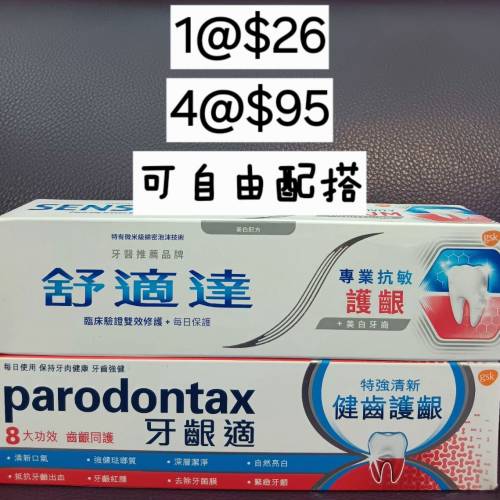 1@$26
4@$95
可自由配搭
SENS
UM
美白配方
gsk
特有微米級綿密泡沫技術
牙醫推薦品牌
舒適達
臨床驗證雙效修護+每日保護
專業抗敏
護齦
+美白牙齒
每日使用 保持牙肉健康 牙齒強健
parodontax
牙齦適
8大功效 齒齦同護
•清新口氣 •強健琺瑯質 •深層潔淨 •自然亮白
•抵抗牙齦出血 •牙齦紅腫 •去除牙菌膜 •緊緻牙齦
特強清新
健齒護齦
gsk